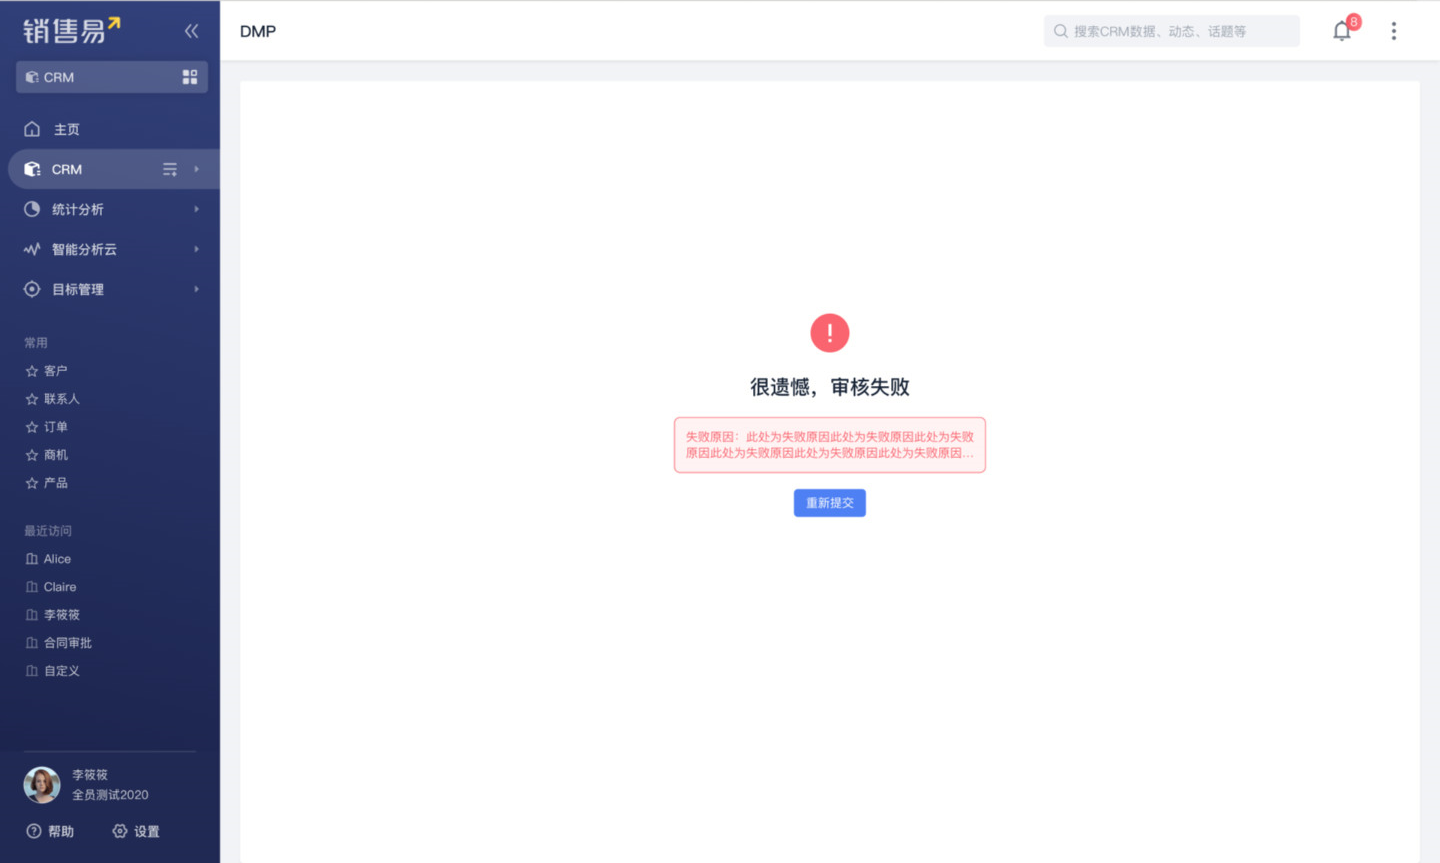 销售易
DMP
搜索CRM数据、动态、话题等
8
CRM
主页
CRM
统计分析
智能分析云
目标管理
常用
客户
联系人
订单
商机
产品
最近访问
Alice
Claire
李筱筱
合同审批
自定义
李筱筱
全员测试2020
帮助
设置
很遗憾，审核失败
失败原因：此处为失败原因此处为失败原因此处为失败
原因此处为失败原因此处为失败原因此处为失败原因...
重新提交